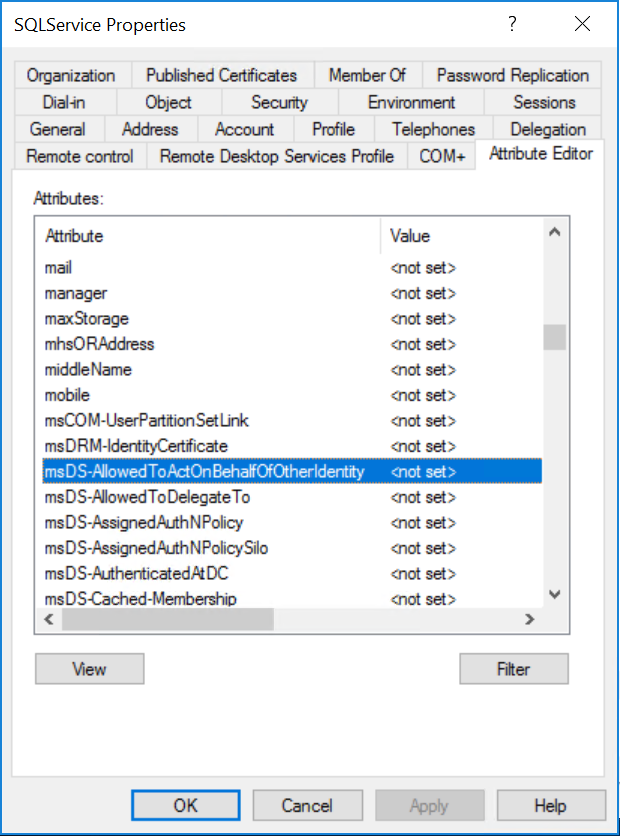 SQLService Properties ?
Organization Published Certificates Member Of Password Replication
Dial-in Object Security Environment Sessions
General Address Account Profile Telephones Delegation
Remote control Remote Desktop Services Profile COM+ Attribute Editor
Attributes:
Attribute Value
mail <not set>
manager <not set>
maxStorage <not set>
mhsORAddress <not set>
middleName <not set>
mobile <not set>
msCOM-UserPartitionSetLink <not set>
msDRM-IdentityCertificate <not set>
msDS-AllowedToActOnBehalfOfOtherIdentity <not set>
msDS-AllowedToDelegateTo <not set>
msDS-AssignedAuthNPolicy <not set>
msDS-AssignedAuthNPolicySilo <not set>
msDS-AuthenticatedAtDC <not set>
msDS-Cached-Membership <not set>
View Filter
OK Cancel Apply Help